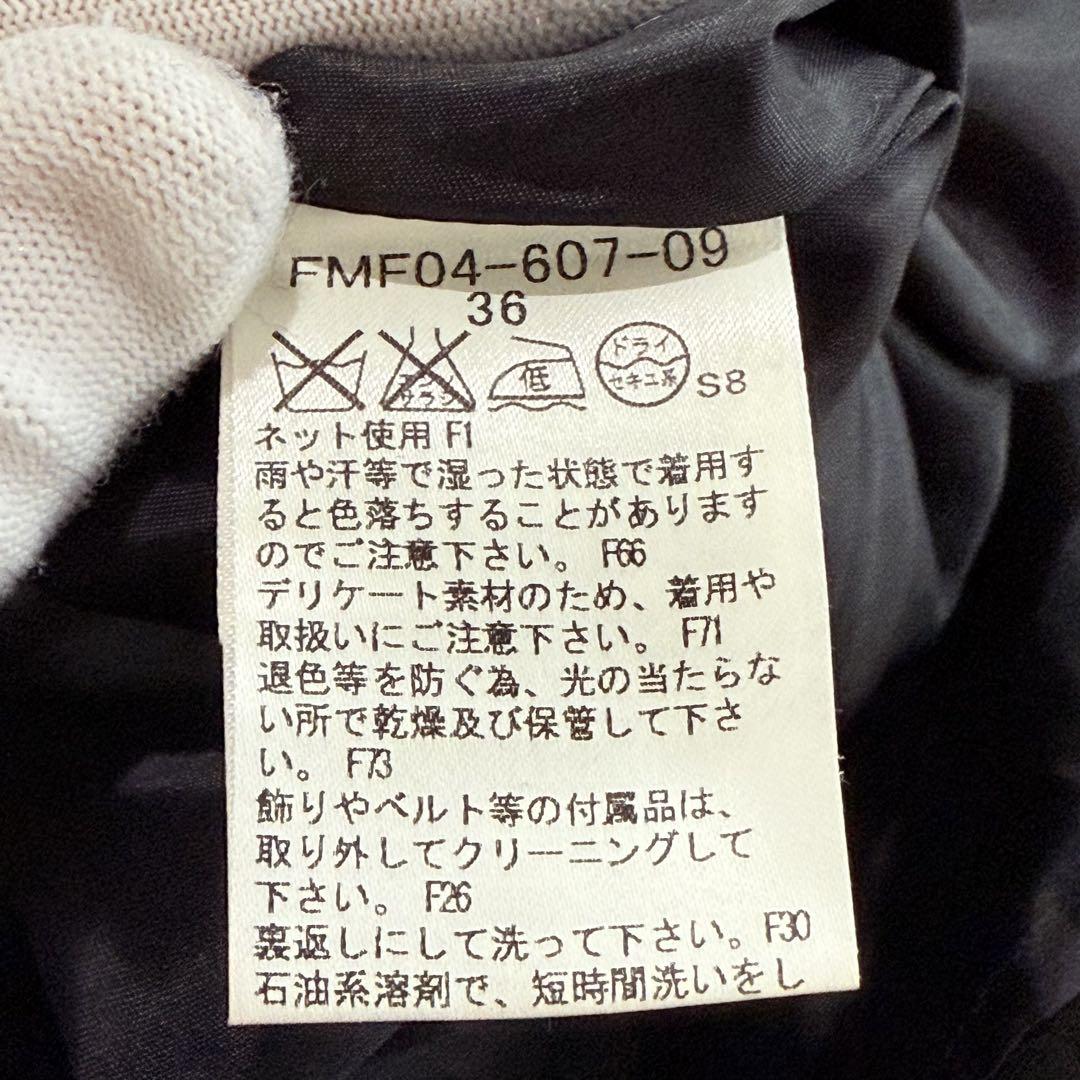 FMF04-607-09
36
エンソ サラシ 低 ドライ セキユ系 S8
ネット使用 F1
雨や汗等で湿った状態で着用す
ると色落ちすることがあります
のでご注意下さい。 F66
デリケート素材のため、着用や
取扱いにご注意下さい。 F71
退色等を防ぐ為、光の当たらな
い所で乾燥及び保管して下さ
い。 F73
飾りやベルト等の付属品は、
取り外してクリーニングして
下さい。 F26
裏返しにして洗って下さい。F30
石油系溶剤で、短時間洗いをし